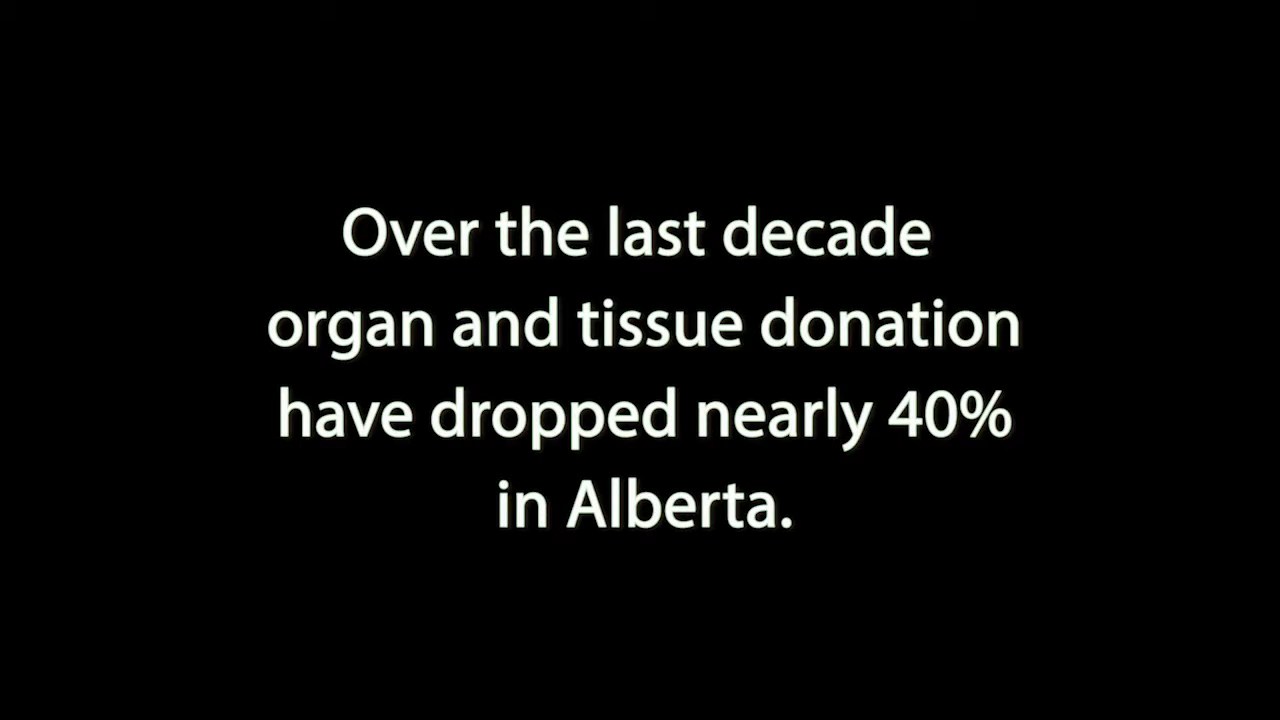 Over the last decade
organ and tissue donation
have dropped nearly 40%
in Alberta.